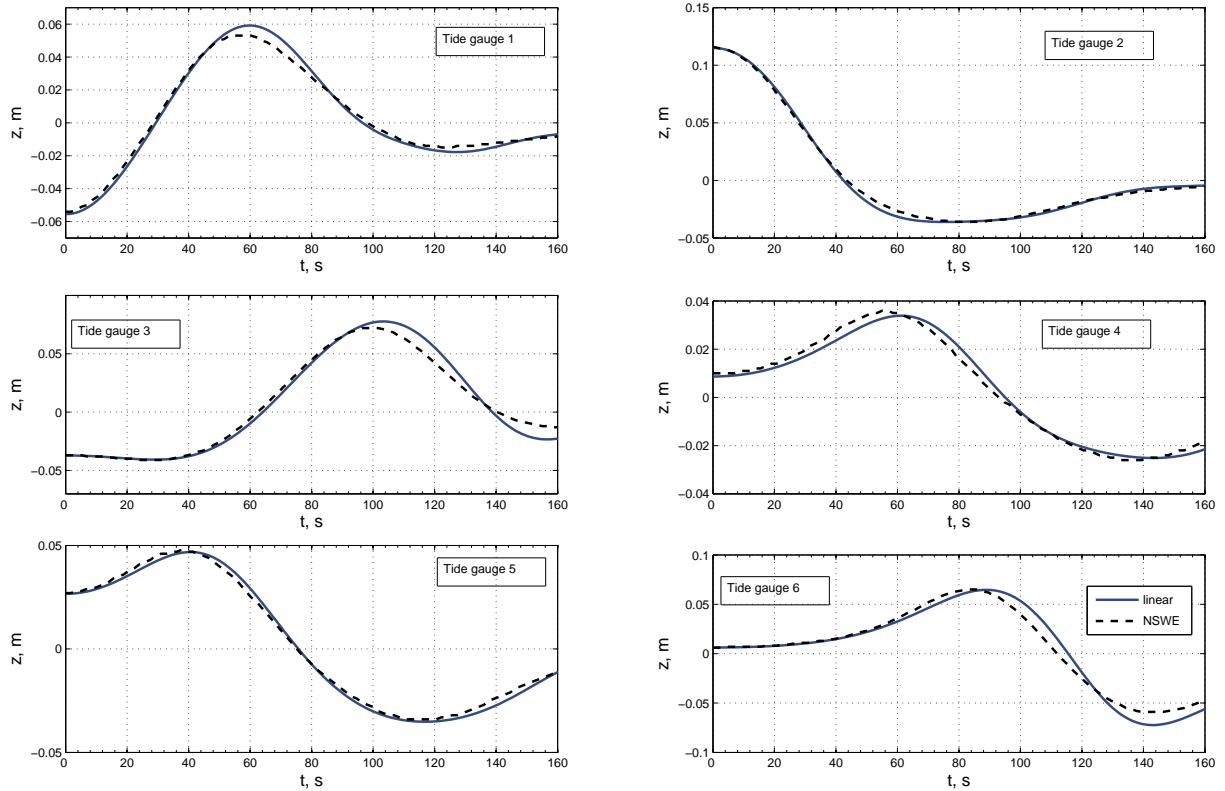 0.06
0.04
0.02
0
−0.02
−0.04
−0.06
z, m
Tide gauge 1
0 20 40 60 80 100 120 140 160
t, s
0.15
0.1
0.05
0
−0.05
z, m
Tide gauge 2
0 20 40 60 80 100 120 140 160
t, s
0.05
0
−0.05
z, m
Tide gauge 3
0 20 40 60 80 100 120 140 160
t, s
0.04
0.02
0
−0.02
−0.04
z, m
Tide gauge 4
0 20 40 60 80 100 120 140 160
t, s
0.05
0
−0.05
z, m
Tide gauge 5
0 20 40 60 80 100 120 140 160
t, s
0.1
0.05
0
−0.05
−0.1
z, m
Tide gauge 6
linear
NSWE
0 20 40 60 80 100 120 140 160
t, s